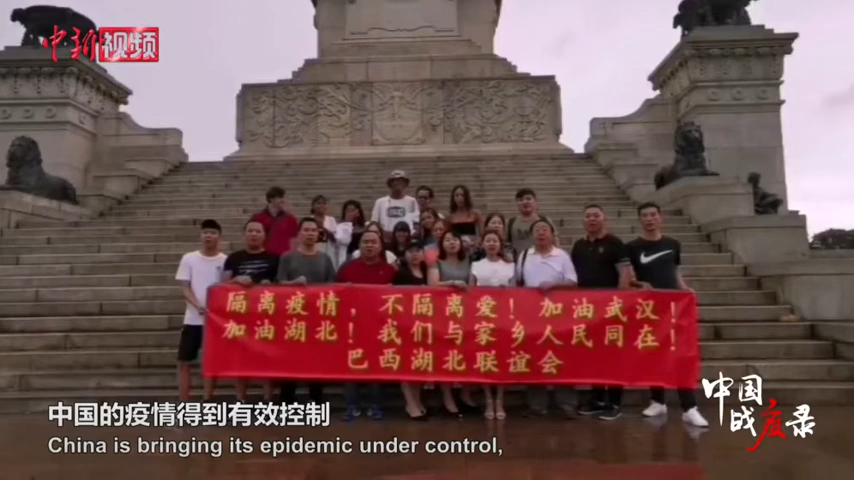 中新视频
隔离疫情，不隔离爱！加油武汉！
加油湖北！我们与家乡人民同在！
巴西湖北联谊会
中国的疫情得到有效控制
China is bringing its epidemic under control,
中国
战疫录